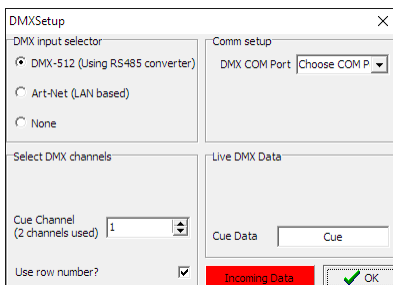 DMXSetup
DMX input selector
DMX-512 (Using RS485 converter)
Art-Net (LAN based)
None
Comm setup
DMX COM Port Choose COM P
Select DMX channels
Cue Channel
(2 channels used) 1
Use row number?
Live DMX Data
Cue Data Cue
Incoming Data
OK